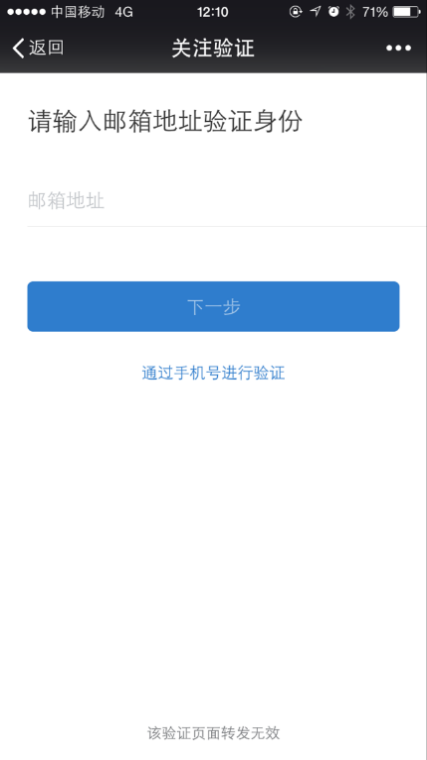 中国移动 4G 12:10 71%
返回 关注验证
请输入邮箱地址验证身份
邮箱地址
下一步
通过手机号进行验证
该验证页面转发无效